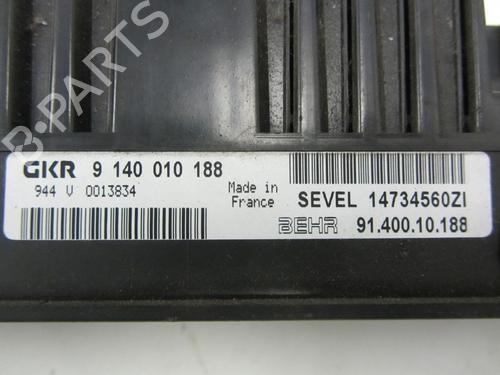 B-PARTS
GKR 9 140 010 188
944 V 0013834
Made in
France
SEVEL 14734560ZI
BEHR 91.400.10.188